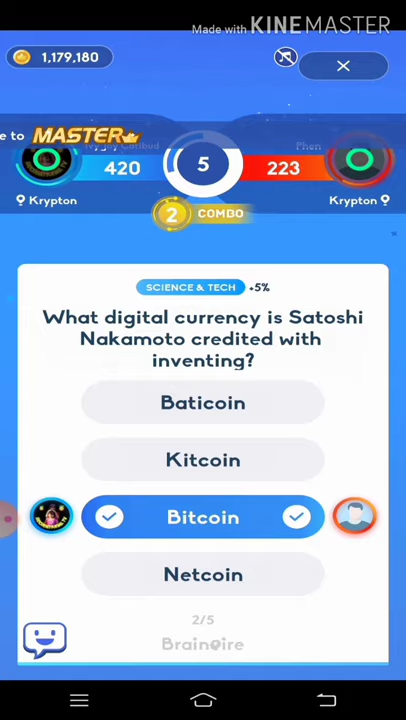 Made with KINEMASTER
1,179,180
e to MASTER
420
5
223
Krypton
Krypton
2 COMBO
SCIENCE & TECH +5%
What digital currency is Satoshi
Nakamoto credited with
inventing?
Baticoin
Kitcoin
Bitcoin
Netcoin
2/5